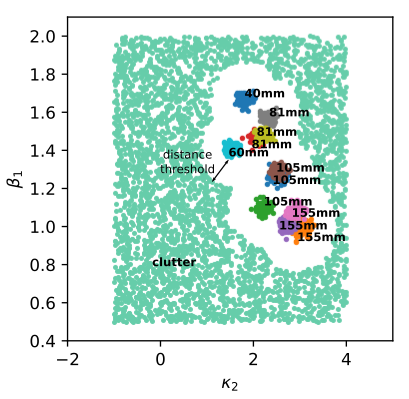 2.0
1.8
1.6
1.4
1.2
1.0
0.8
0.6
0.4
β₁
40mm
81mm
81mm
81mm
60mm
distance
threshold
105mm
105mm
105mm
155mm
155mm
155mm
clutter
−2
0
2
4
κ₂